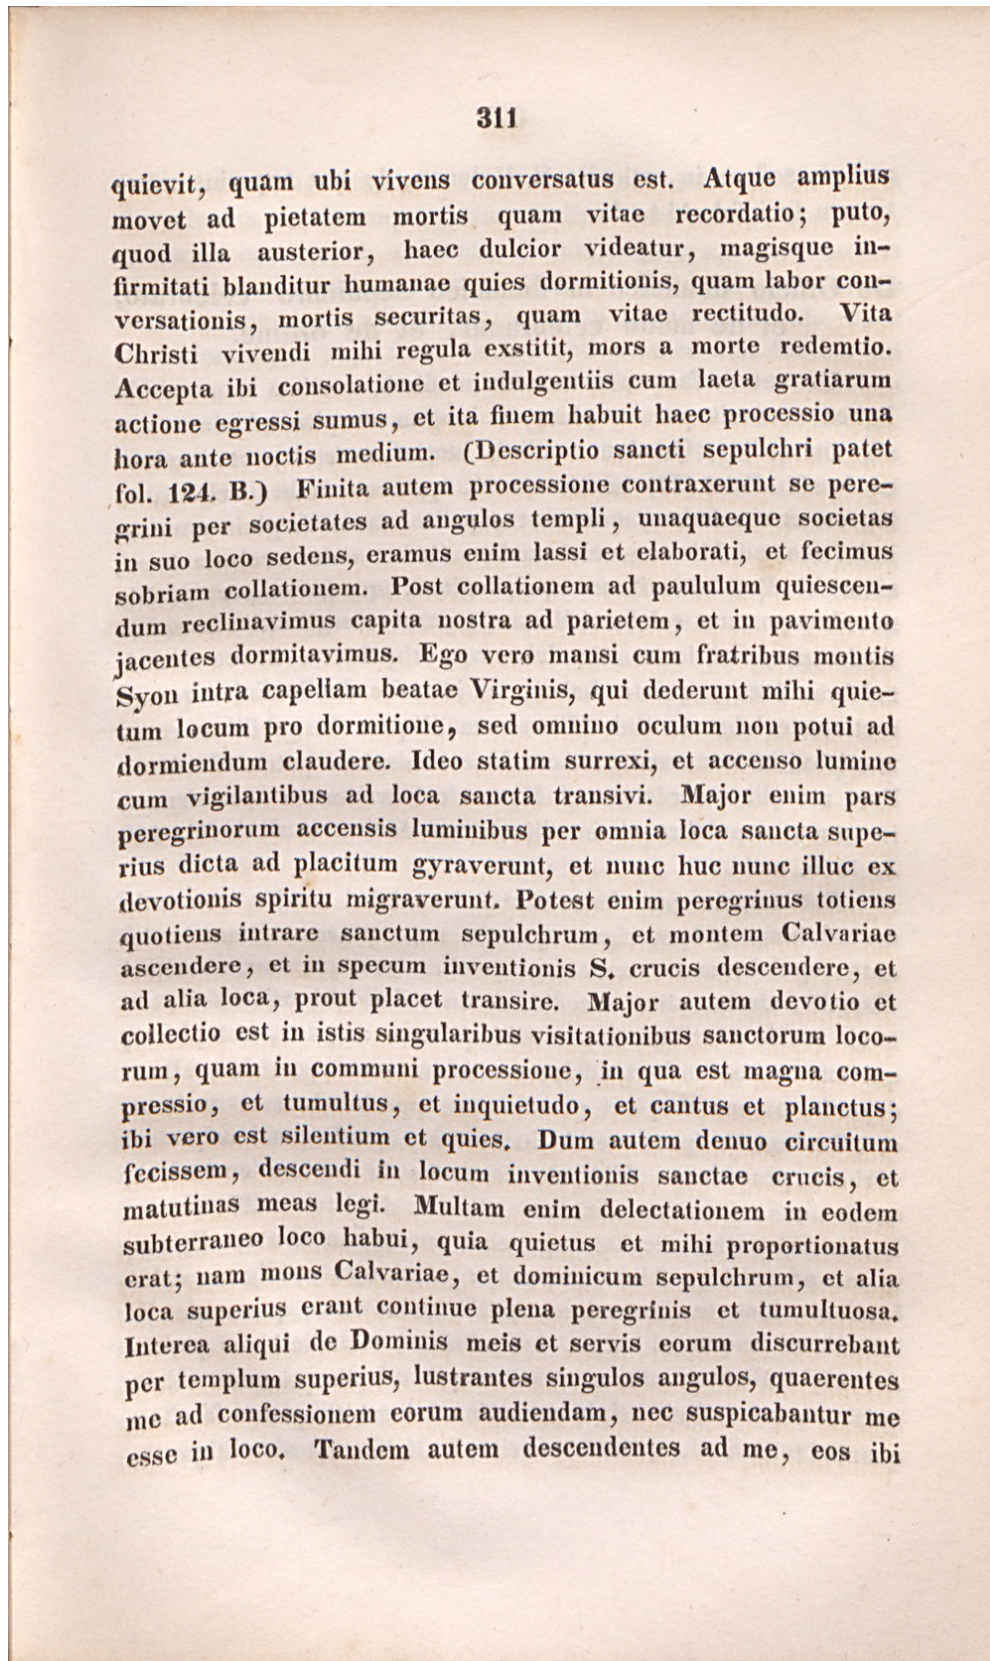 311
quievit, quam ubi vivens conversatus est. Atque amplius
movet ad pietatem mortis quam vitae recordatio; puto,
quod illa austerior, haec dulcior videatur, magisque in-
firmitati blanditur humanae quies dormitionis, quam labor con-
versationis, mortis securitas, quam vitae rectitudo. Vita
Christi vivendi mihi regula exstitit, mors a morte redemtio.
Accepta ibi consolatione et indulgentiis cum laeta gratiarum
actione egressi sumus, et ita finem habuit haec processio una
hora ante noctis medium. (Descriptio sancti sepulchri patet
fol. 124. B.) Finita autem processione contraxerunt se pere-
grini per societates ad angulos templi, unaquaeque societas
in suo loco sedens, eramus enim lassi et elaborati, et fecimus
sobriam collationem. Post collationem ad paululum quiescen-
dum reclinavimus capita nostra ad parietem, et in pavimento
jacentes dormitavimus. Ego vero mansi cum fratribus montis
Syon intra capellam beatae Virginis, qui dederunt mihi quie-
tum locum pro dormitione, sed omnino oculum non potui ad
dormiendum claudere. Ideo statim surrexi, et accenso lumine
cum vigilantibus ad loca sancta transivi. Major enim pars
peregrinorum accensis luminibus per omnia loca sancta supe-
rius dicta ad placitum gyraverunt, et nunc huc nunc illuc ex
devotionis spiritu migraverunt. Potest enim peregrinus totiens
quotiens intrare sanctum sepulchrum, et montem Calvariae
ascendere, et in specum inventionis S. crucis descendere, et
ad alia loca, prout placet transire. Major autem devotio et
collectio est in istis singularibus visitationibus sanctorum loco-
rum, quam in communi processione, in qua est magna com-
pressio, et tumultus, et inquietudo, et cantus et planctus;
ibi vero est silentium et quies. Dum autem denuo circuitum
fecissem, descendi in locum inventionis sanctae crucis, et
matutinas meas legi. Multam enim delectationem in eodem
subterraneo loco habui, quia quietus et mihi proportionatus
erat; nam mons Calvariae, et dominicum sepulchrum, et alia
loca superius erant continue plena peregrinis et tumultuosa.
Interea aliqui de Dominis meis et servis eorum discurrebant
per templum superius, lustrantes singulos angulos, quaerentes
me ad confessionem eorum audiendam, nec suspicabantur me
esse in loco. Tandem autem descendentes ad me, eos ibi